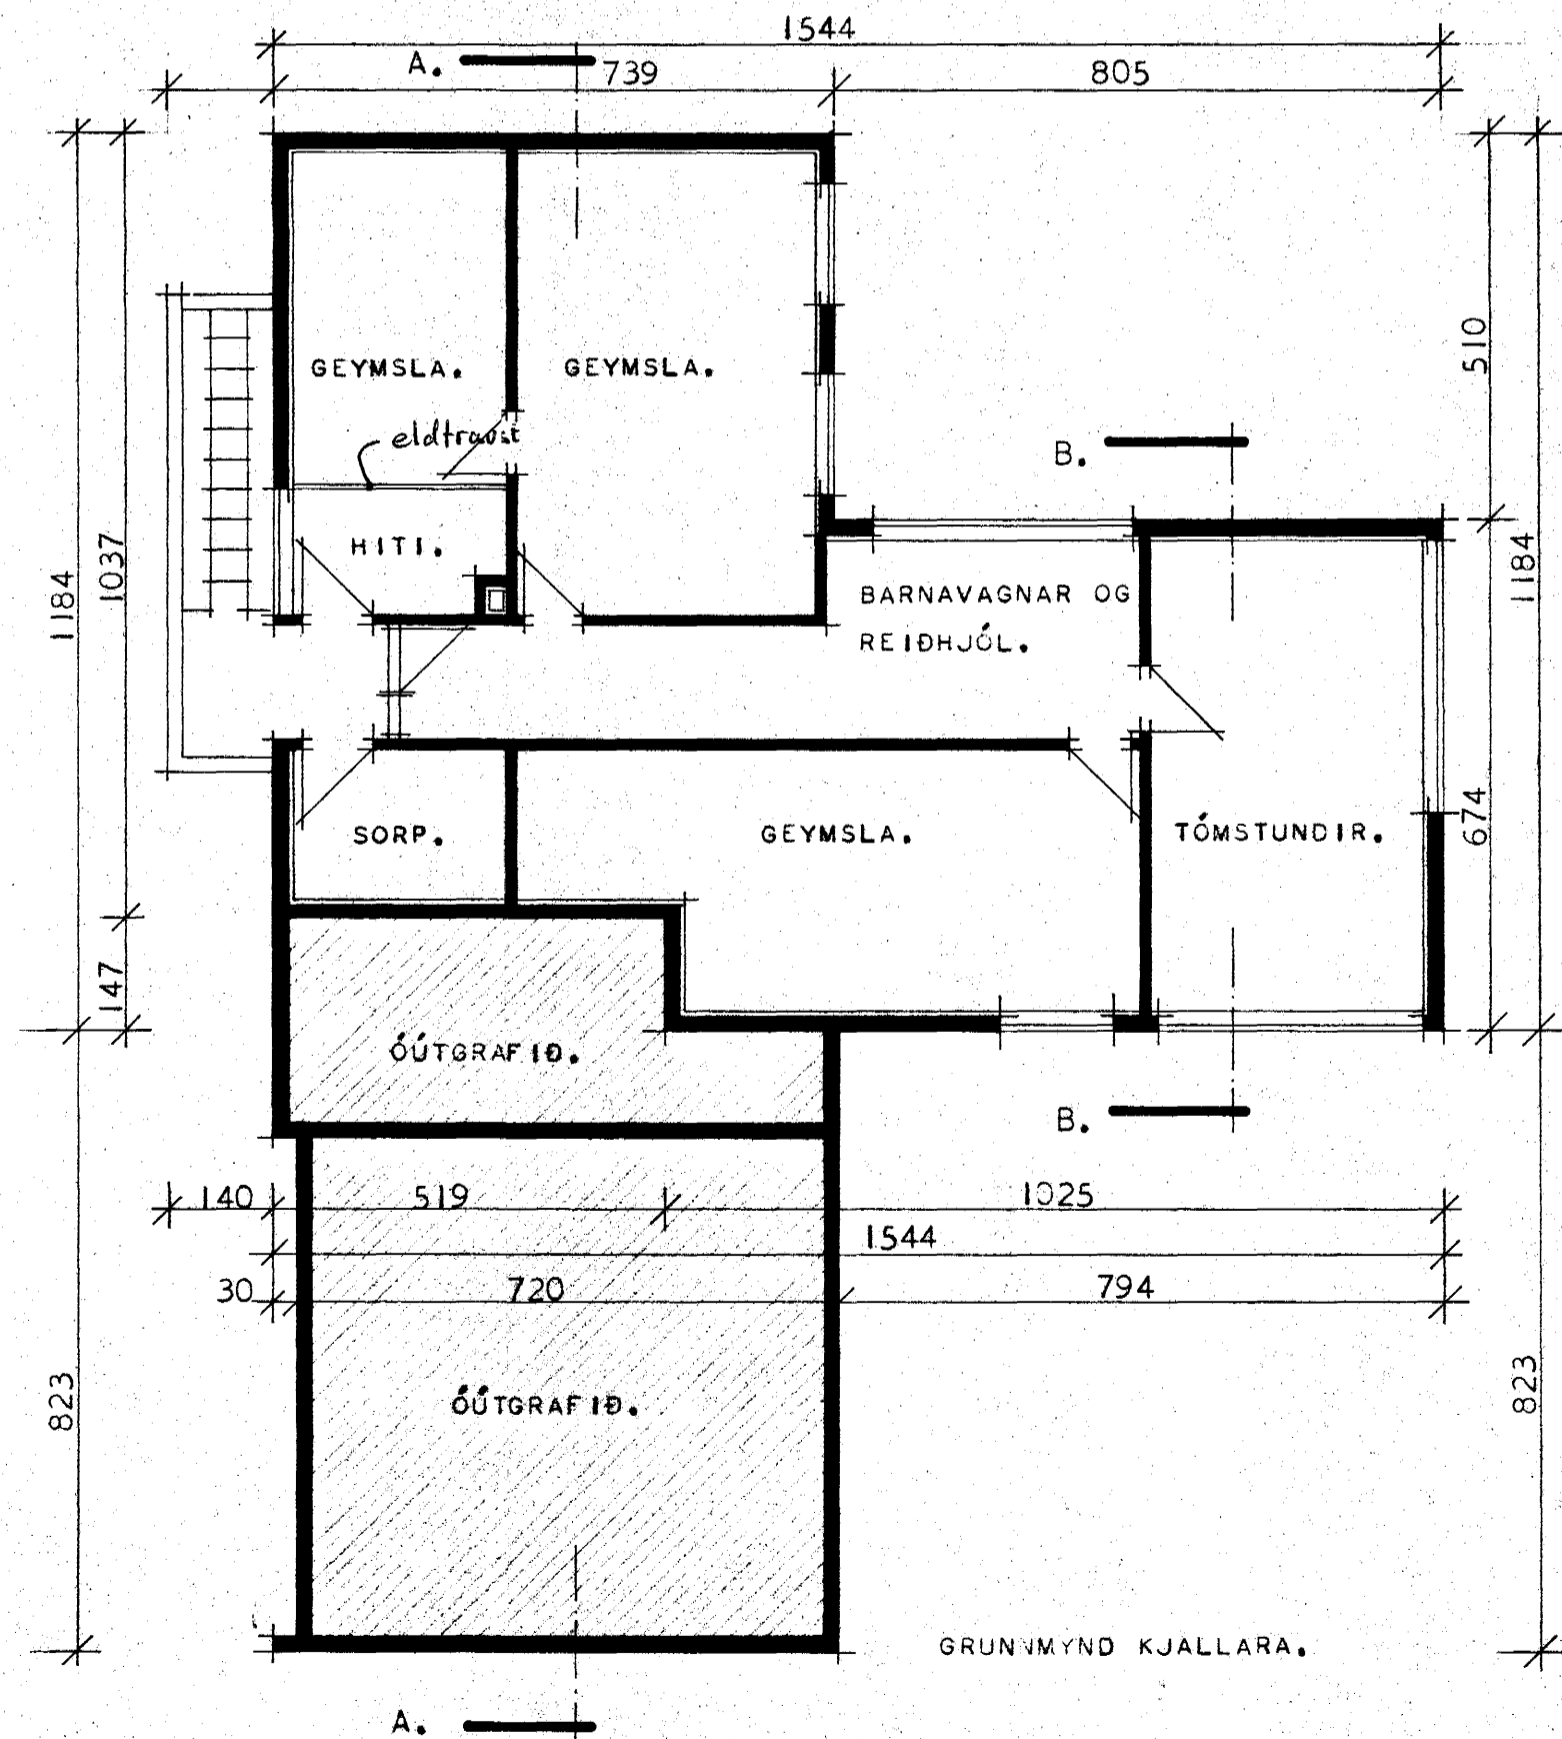 1544
A.
739
805
510
GEYMSLA.
GEYMSLA.
eldtraust
B.
HITI.
1037
1184
1184
BARNAVAGNAR OG
REIÐHJÓL.
SORP.
GEYMSLA.
TÓMSTUNDIR.
674
147
ÓÚTGRAFIÐ.
B.
140
519
1025
1544
30
720
794
823
823
ÓÚTGRAFIÐ.
GRUNNMYND KJALLARA.
A.